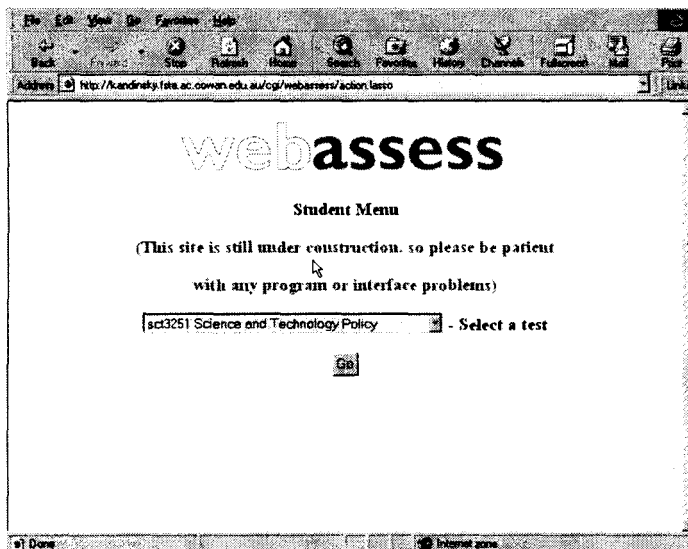 File Edit View Go Favorites Help
Back Forward Stop Refresh Home Search Favorites History Channels Fullscreen Mail Print
Address http://kandinsky.fste.ac.cowan.edu.au/cgi/webassess/action.lasso Links
webassess
Student Menu
(This site is still under construction. so please be patient
with any program or interface problems)
sct3251 Science and Technology Policy - Select a test
Go
Done Internet zone